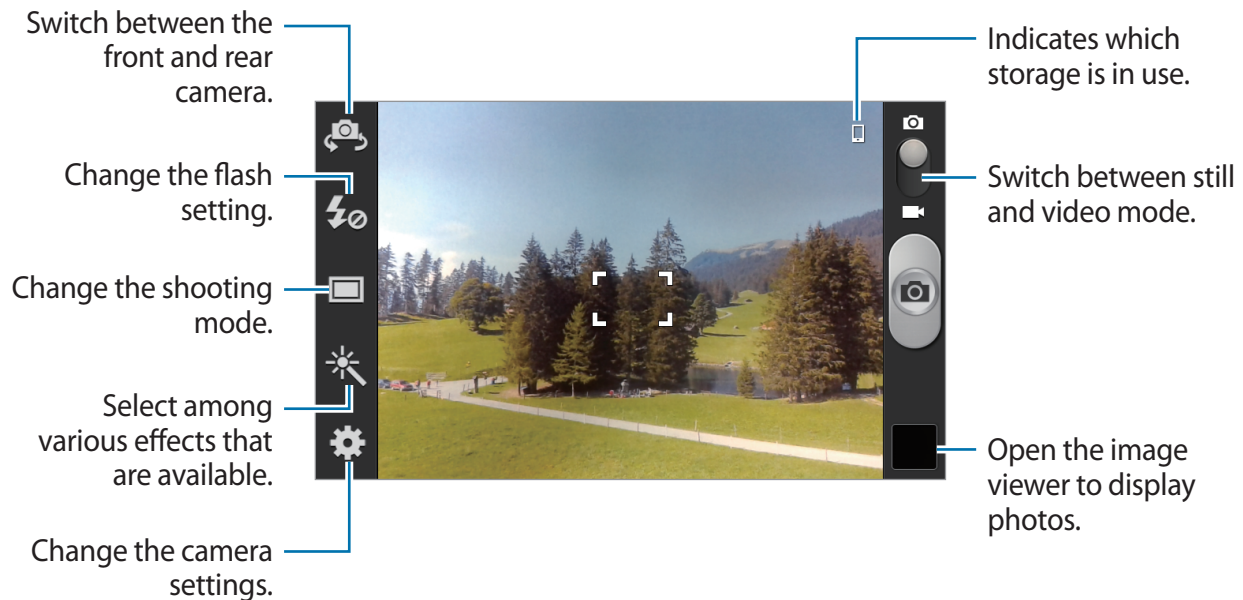 Switch between the
front and rear
camera.
Change the flash
setting.
Change the shooting
mode.
Select among
various effects that
are available.
Change the camera
settings.
Indicates which
storage is in use.
Switch between still
and video mode.
Open the image
viewer to display
photos.